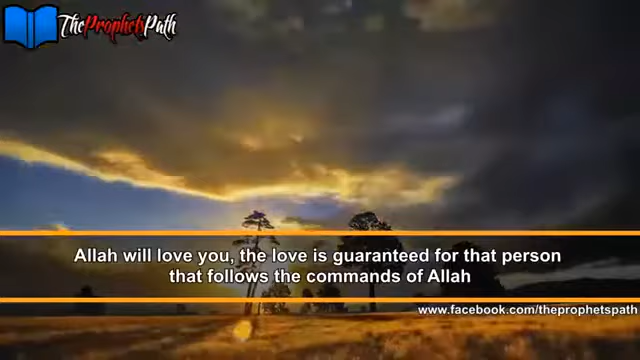 TheProphetsPath
Allah will love you, the love is guaranteed for that person
that follows the commands of Allah
www.facebook.com/theprophetspath